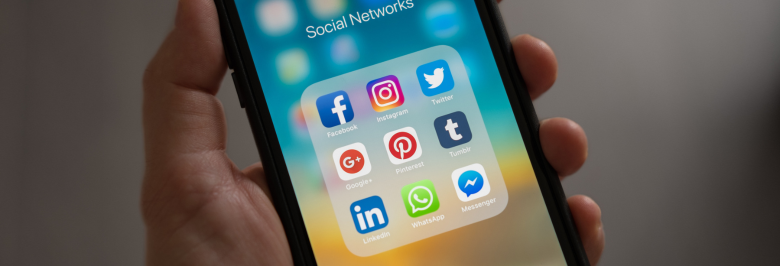 Social Networks
Facebook Instagram Twitter
Google+ Pinterest Tumblr
LinkedIn WhatsApp Messenger